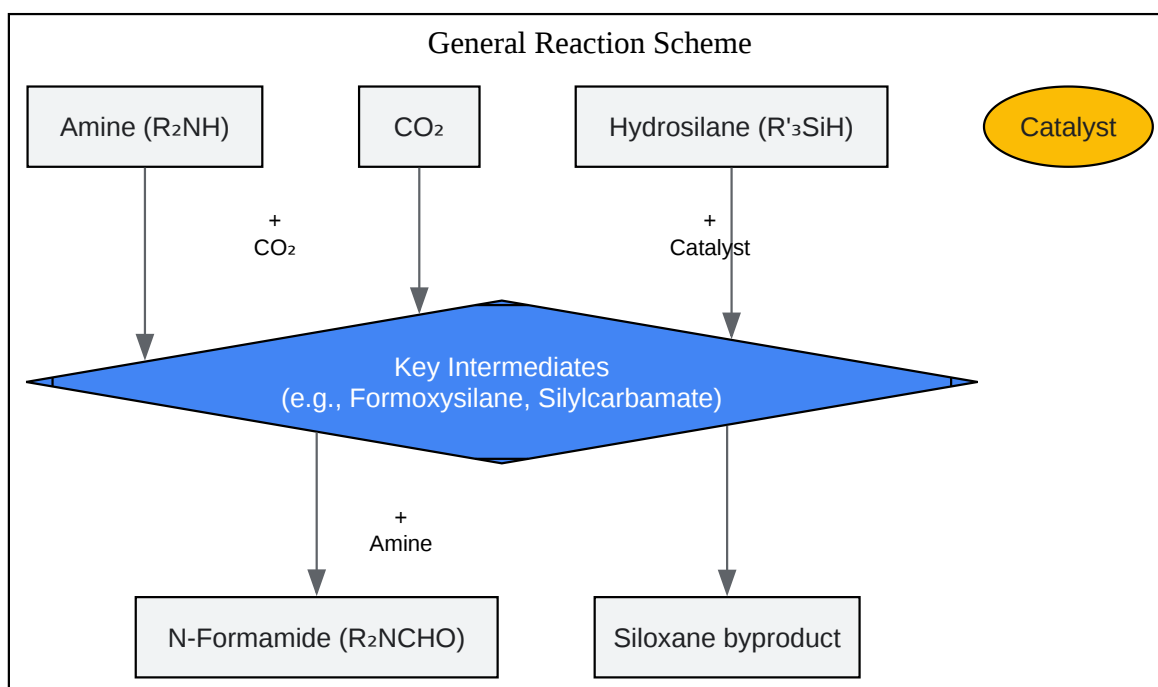 General Reaction Scheme
Amine (R₂NH)
CO₂
Hydrosilane (R'₃SiH)
Catalyst
+
CO₂
+
Catalyst
Key Intermediates
(e.g., Formoxysilane, Silylcarbamate)
+
Amine
N-Formamide (R₂NCHO)
Siloxane byproduct